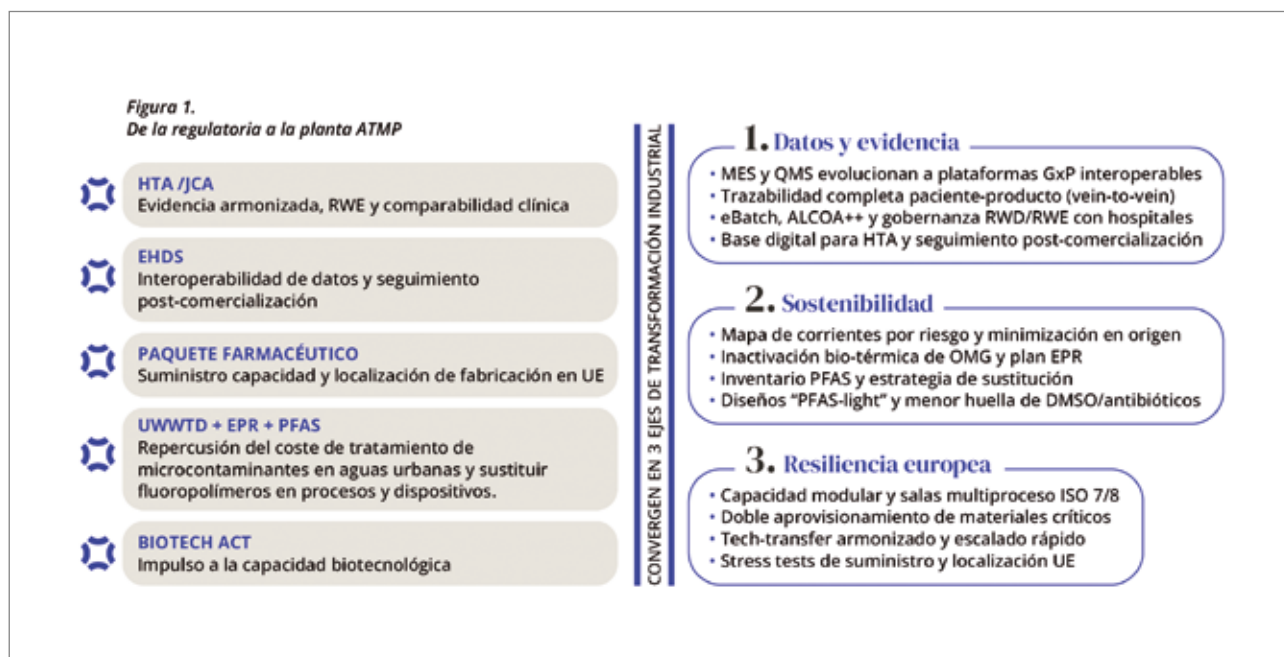 Figura 1.
De la regulatoria a la planta ATMP
HTA /JCA
Evidencia armonizada, RWE y comparabilidad clínica
EHDS
Interoperabilidad de datos y seguimiento
post-comercialización
PAQUETE FARMACÉUTICO
Suministro capacidad y localización de fabricación en UE
UWWTD + EPR + PFAS
Repercusión del coste de tratamiento de
microcontaminantes en aguas urbanas y sustituir
fluoropolímeros en procesos y dispositivos.
BIOTECH ACT
Impulso a la capacidad biotecnológica
CONVERGEN EN 3 EJES DE TRANSFORMACIÓN INDUSTRIAL
1. Datos y evidencia
• MES y QMS evolucionan a plataformas GxP interoperables
• Trazabilidad completa paciente-producto (vein-to-vein)
• eBatch, ALCOA++ y gobernanza RWD/RWE con hospitales
• Base digital para HTA y seguimiento post-comercialización
2. Sostenibilidad
• Mapa de corrientes por riesgo y minimización en origen
• Inactivación bio-térmica de OMG y plan EPR
• Inventario PFAS y estrategia de sustitución
• Diseños “PFAS-light” y menor huella de DMSO/antibióticos
3. Resiliencia europea
• Capacidad modular y salas multiproceso ISO 7/8
• Doble aprovisionamiento de materiales críticos
• Tech-transfer armonizado y escalado rápido
• Stress tests de suministro y localización UE